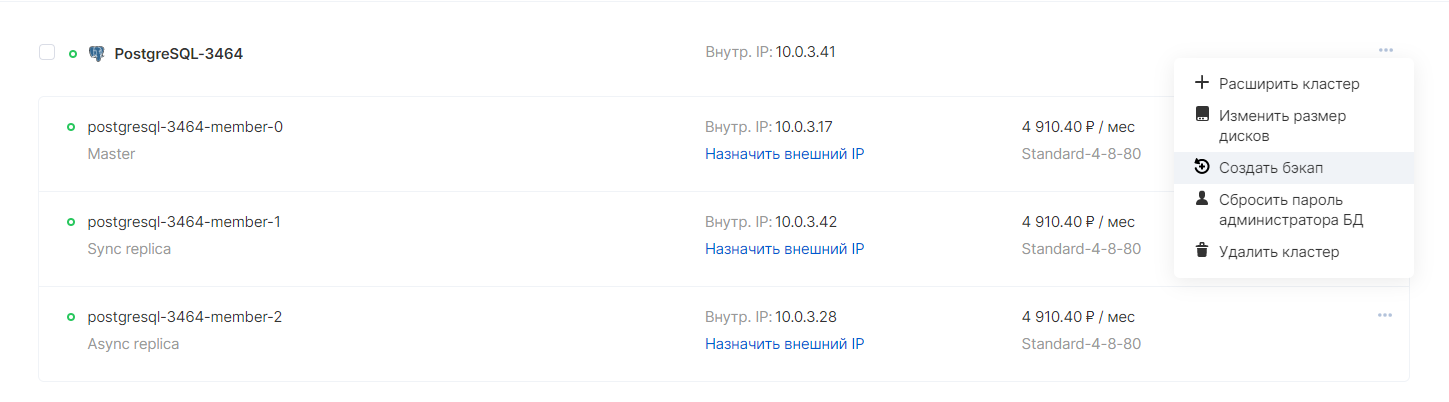 PostgreSQL-3464
Внутр. IP: 10.0.3.41
Расширить кластер
Изменить размер
дисков
Создать бэкап
Сбросить пароль
администратора БД
Удалить кластер
postgresql-3464-member-0
Внутр. IP: 10.0.3.17
4 910.40 ₽ / мес
Master
Назначить внешний IP
Standard-4-8-80
postgresql-3464-member-1
Внутр. IP: 10.0.3.42
4 910.40 ₽ / мес
Sync replica
Назначить внешний IP
Standard-4-8-80
postgresql-3464-member-2
Внутр. IP: 10.0.3.28
4 910.40 ₽ / мес
Async replica
Назначить внешний IP
Standard-4-8-80